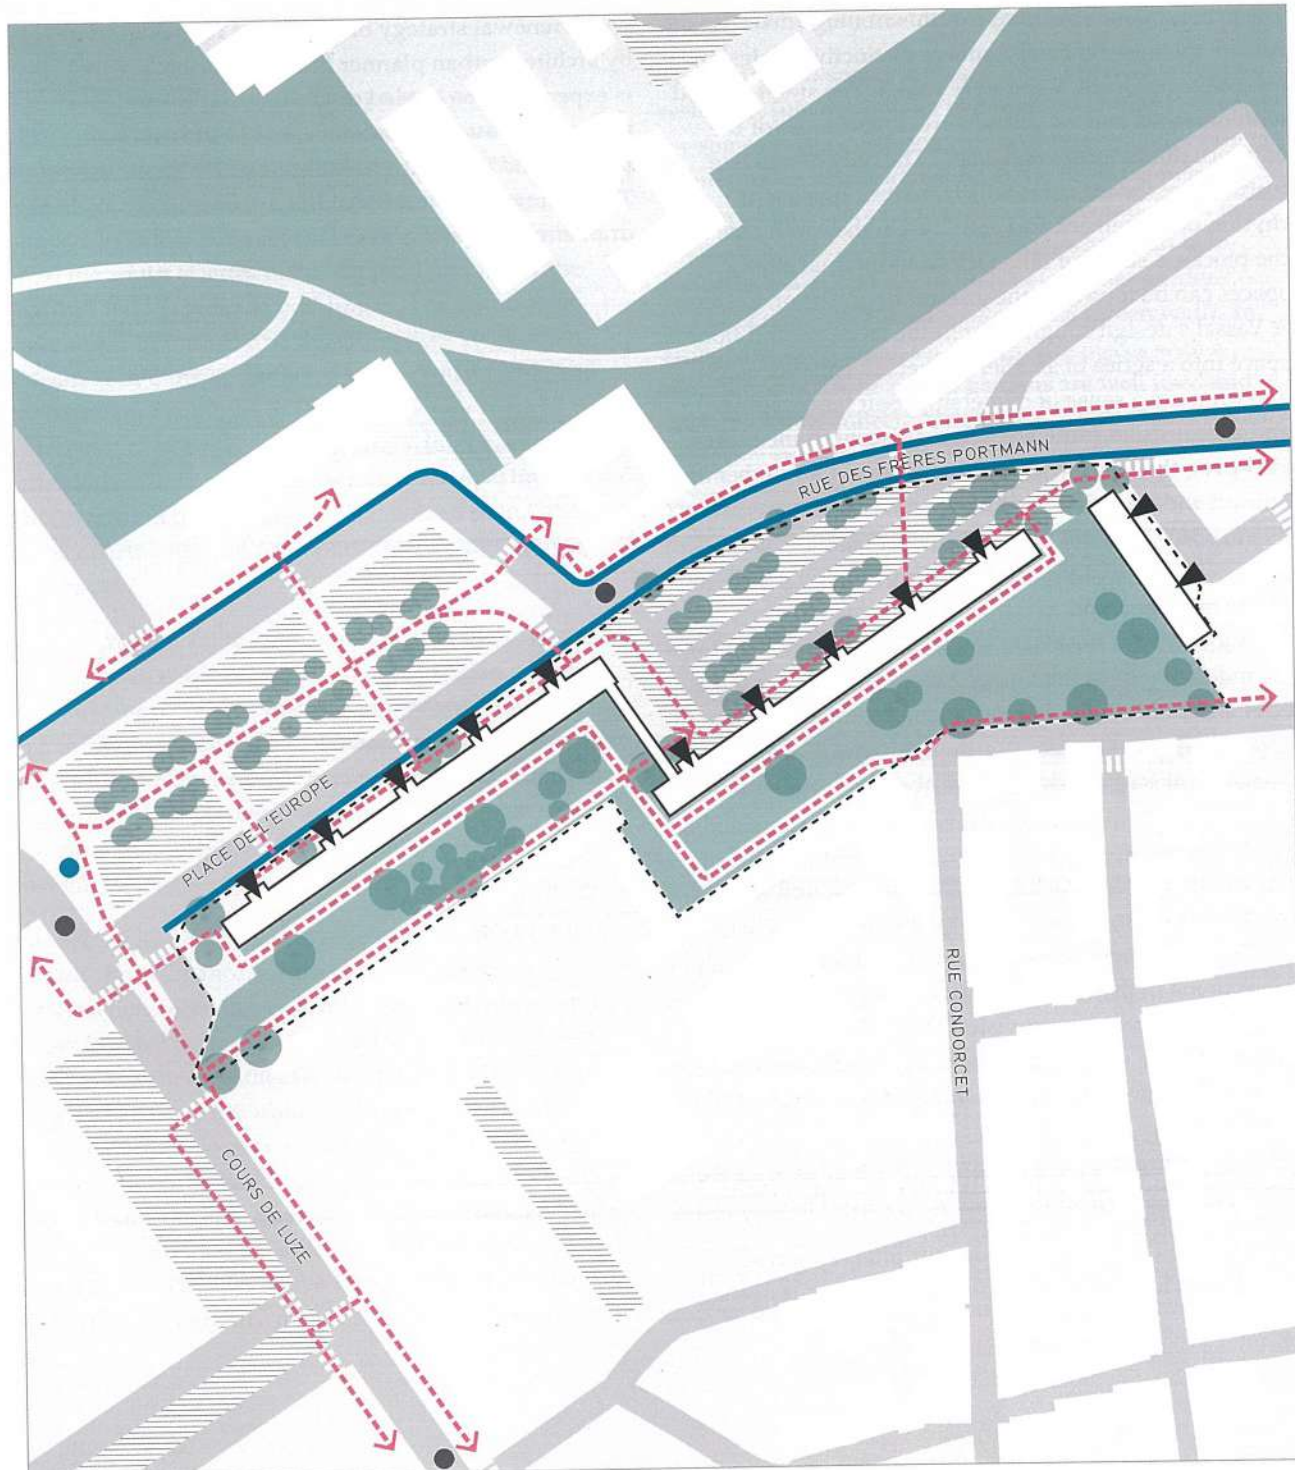 RUE DES FRÈRES PORTMANN
PLACE DE L'EUROPE
RUE CONDORCET
COURS DE LUZE